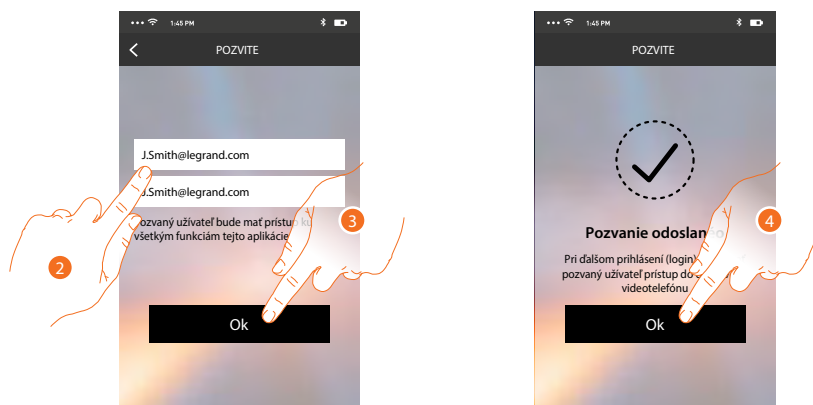 1:45 PM
POZVITE
J.Smith@legrand.com
J.Smith@legrand.com
Pozvaný užívateľ bude mať prístup ku
všetkým funkciám tejto aplikácie
2
3
Ok
1:45 PM
POZVITE
Pozvanie odoslané
Pri ďalšom prihlásení (login)
pozvaný užívateľ prístup do
videotelefónu
4
Ok